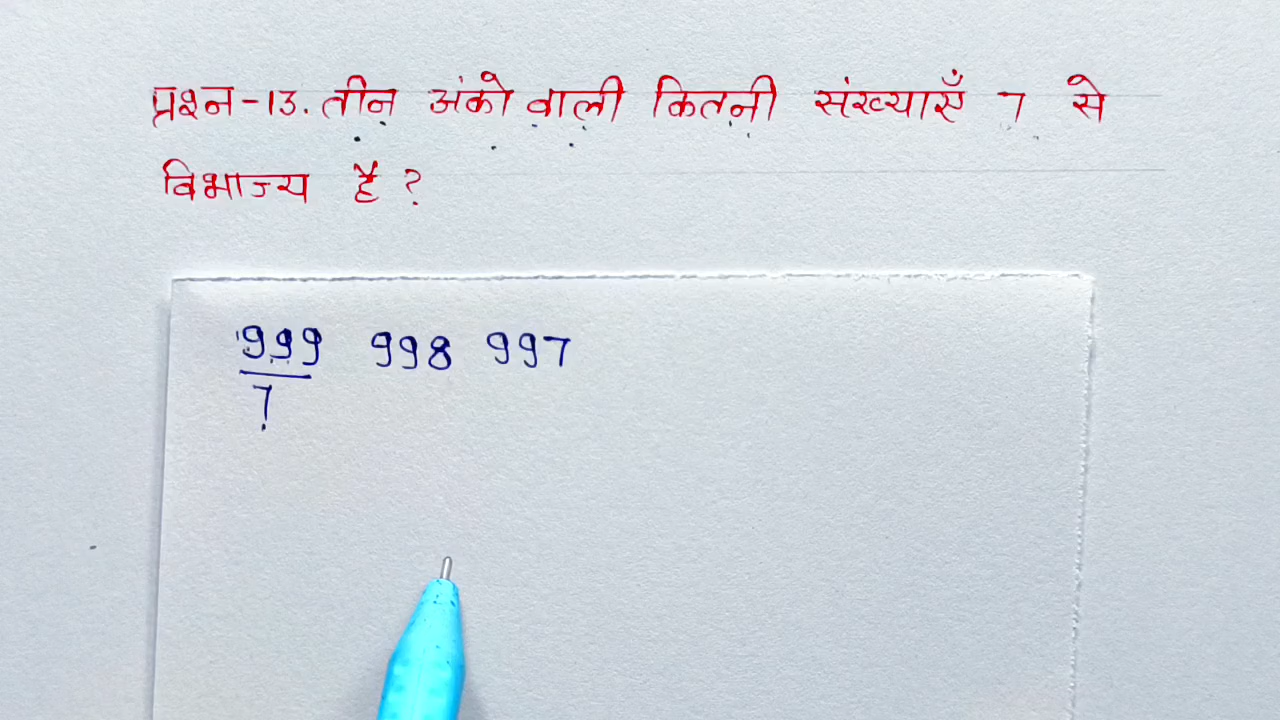 प्रश्न-13. तीन अंको वाली कितनी संख्याएँ 7 से
विभाज्य है ?
999 998 997
7